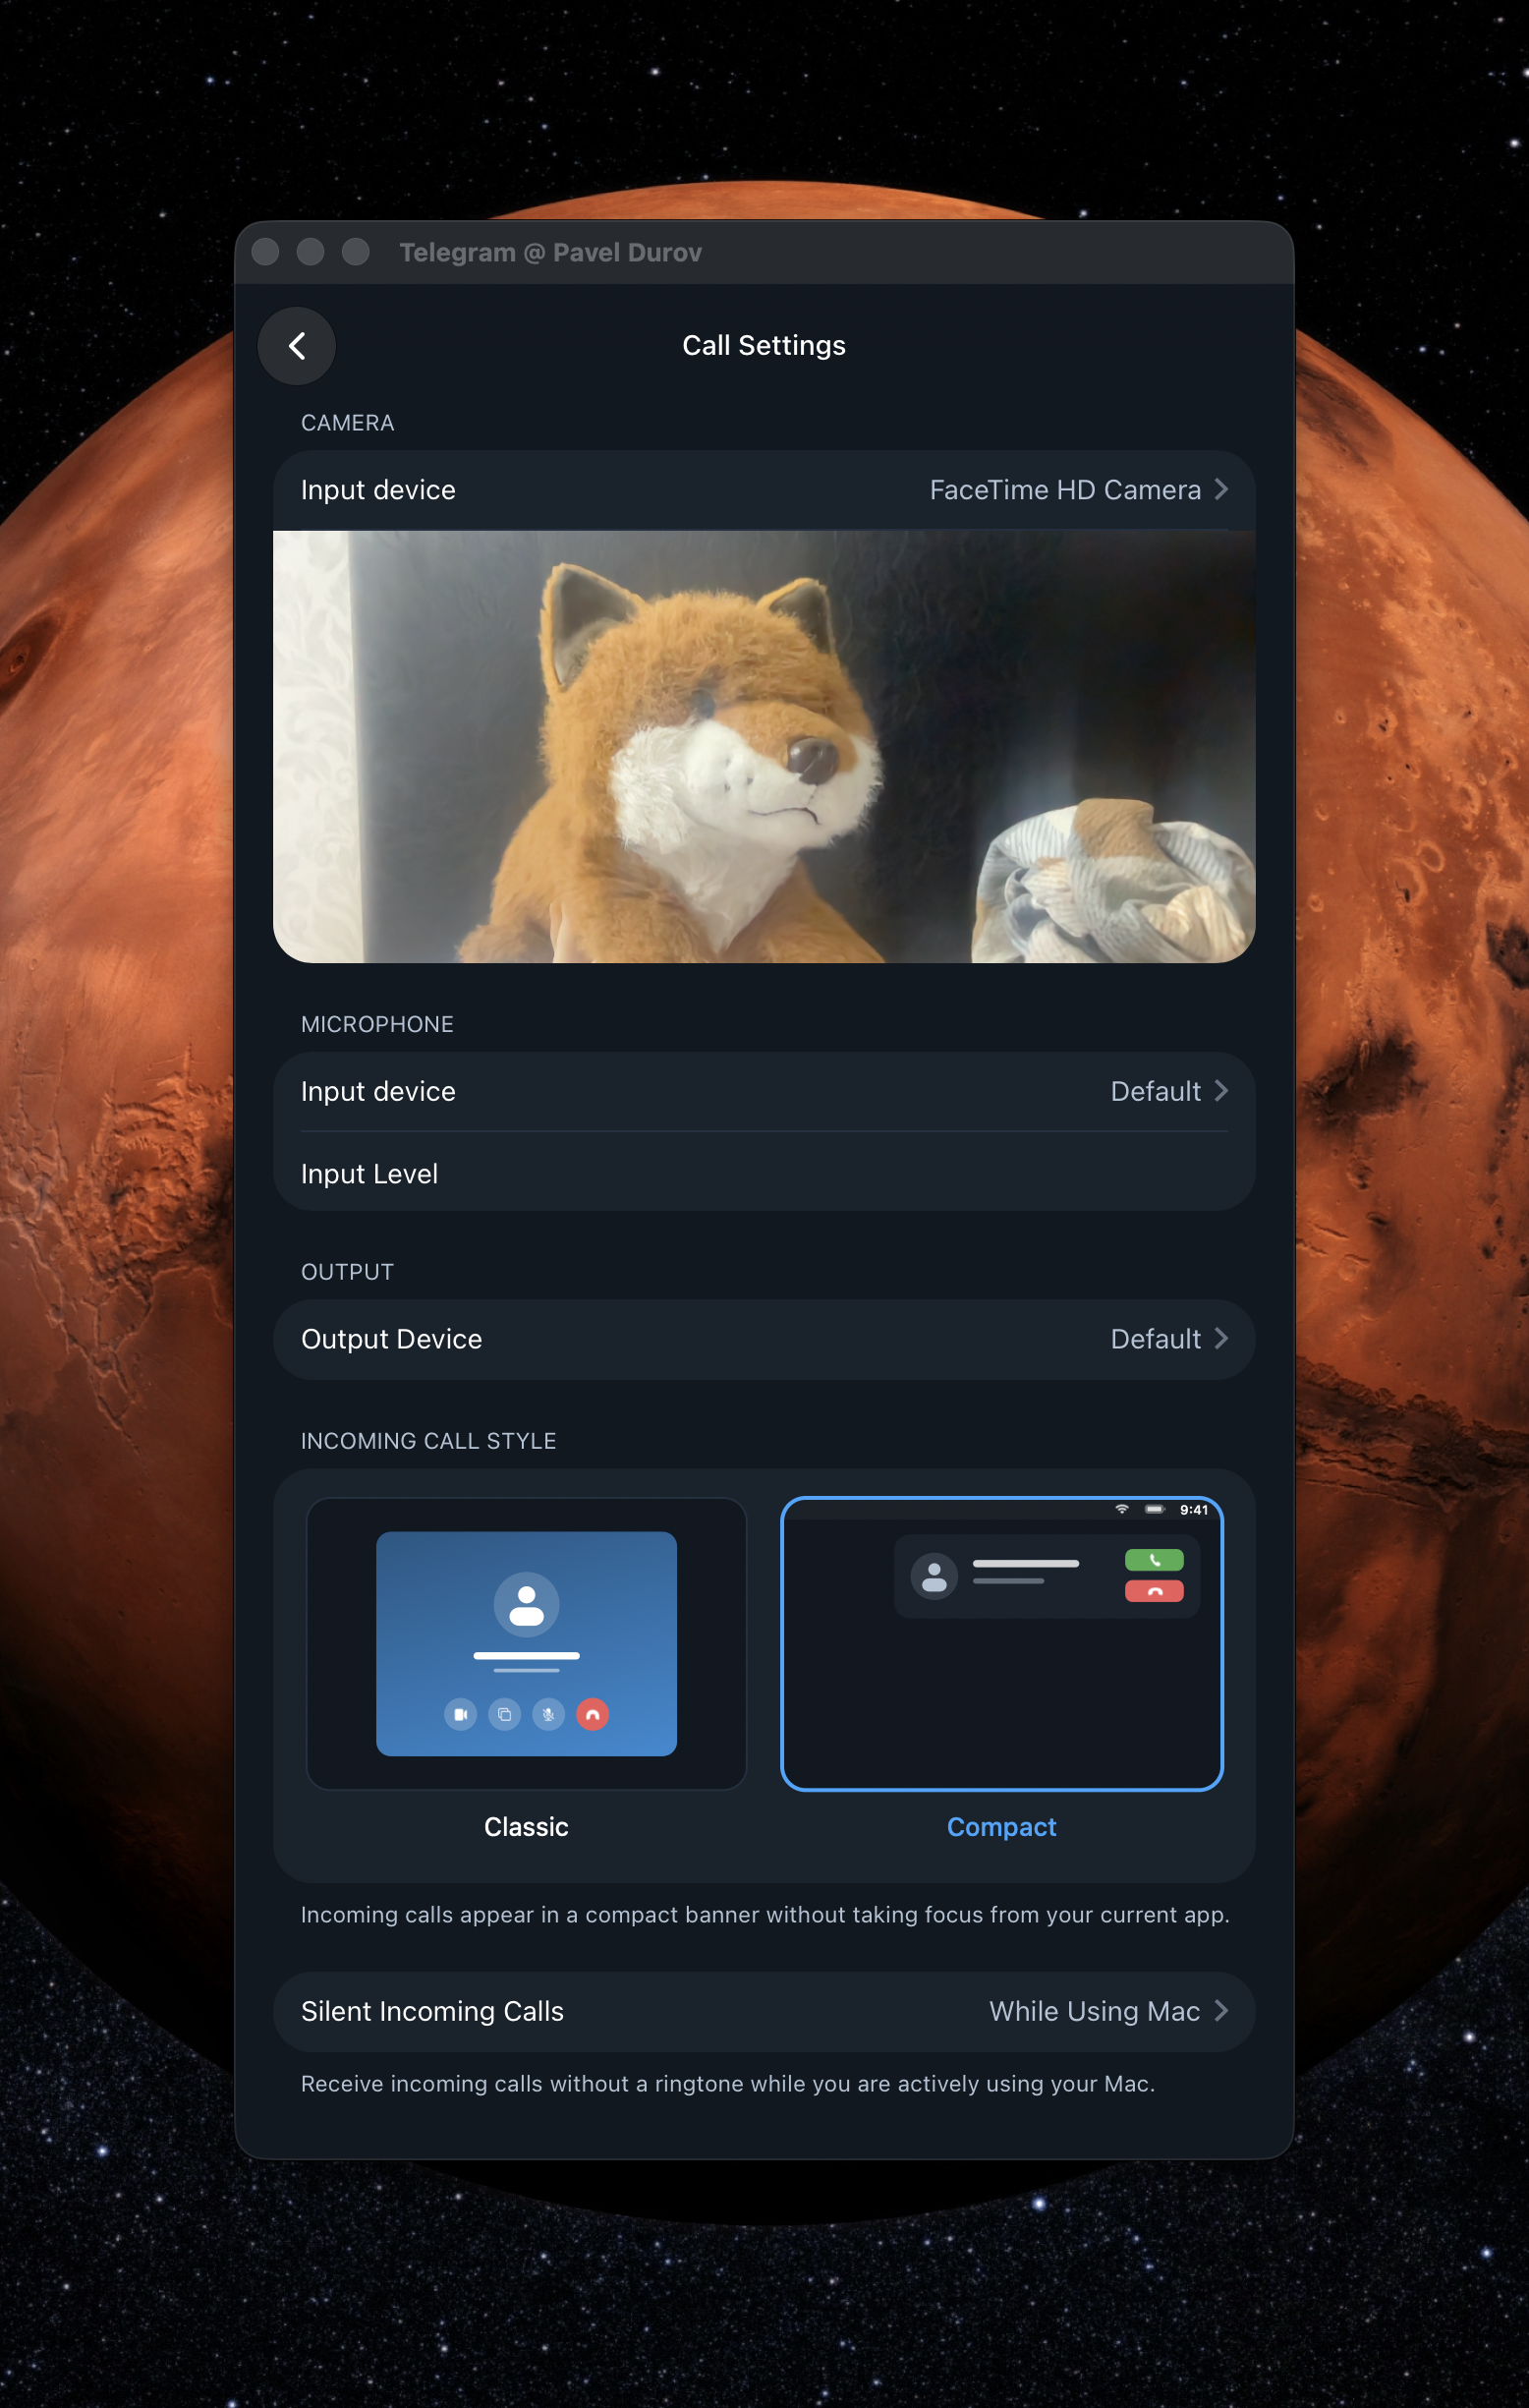 Telegram @ Pavel Durov
Call Settings
CAMERA
Input device FaceTime HD Camera
MICROPHONE
Input device Default
Input Level
OUTPUT
Output Device Default
INCOMING CALL STYLE
9:41
Classic Compact
Incoming calls appear in a compact banner without taking focus from your current app.
Silent Incoming Calls While Using Mac
Receive incoming calls without a ringtone while you are actively using your Mac.